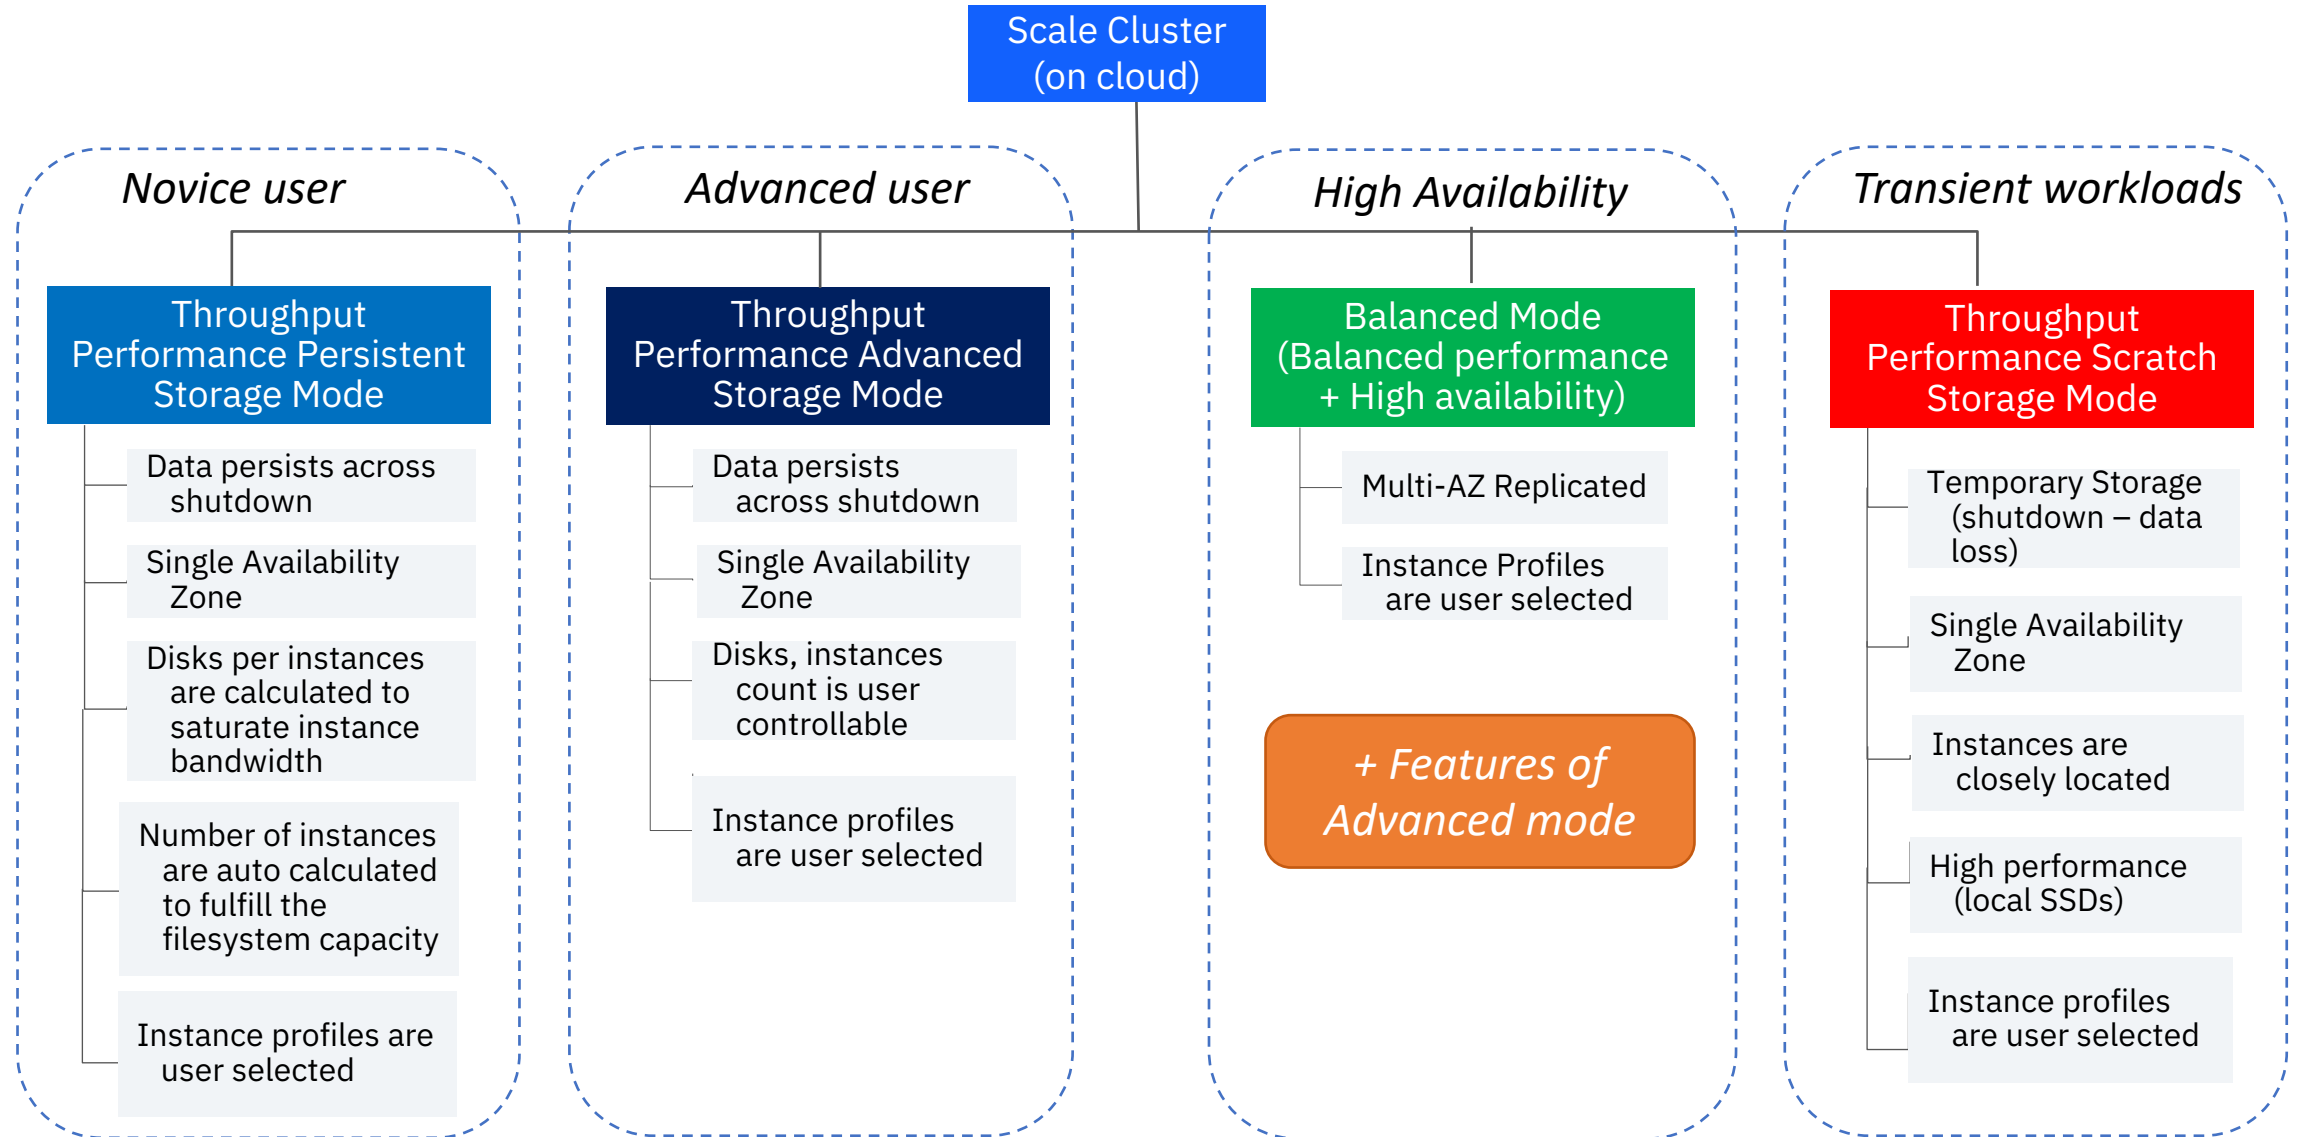 Scale Cluster
(on cloud)
Novice user
Throughput
Performance Persistent
Storage Mode
Data persists across
shutdown
Single Availability
Zone
Disks per instances
are calculated to
saturate instance
bandwidth
Number of instances
are auto calculated
to fulfill the
filesystem capacity
Instance profiles are
user selected
Advanced user
Throughput
Performance Advanced
Storage Mode
Data persists
across shutdown
Single Availability
Zone
Disks, instances
count is user
controllable
Instance profiles
are user selected
High Availability
Balanced Mode
(Balanced performance
+ High availability)
Multi-AZ Replicated
Instance Profiles
are user selected
+ Features of
Advanced mode
Transient workloads
Throughput
Performance Scratch
Storage Mode
Temporary Storage
(shutdown – data
loss)
Single Availability
Zone
Instances are
closely located
High performance
(local SSDs)
Instance profiles
are user selected